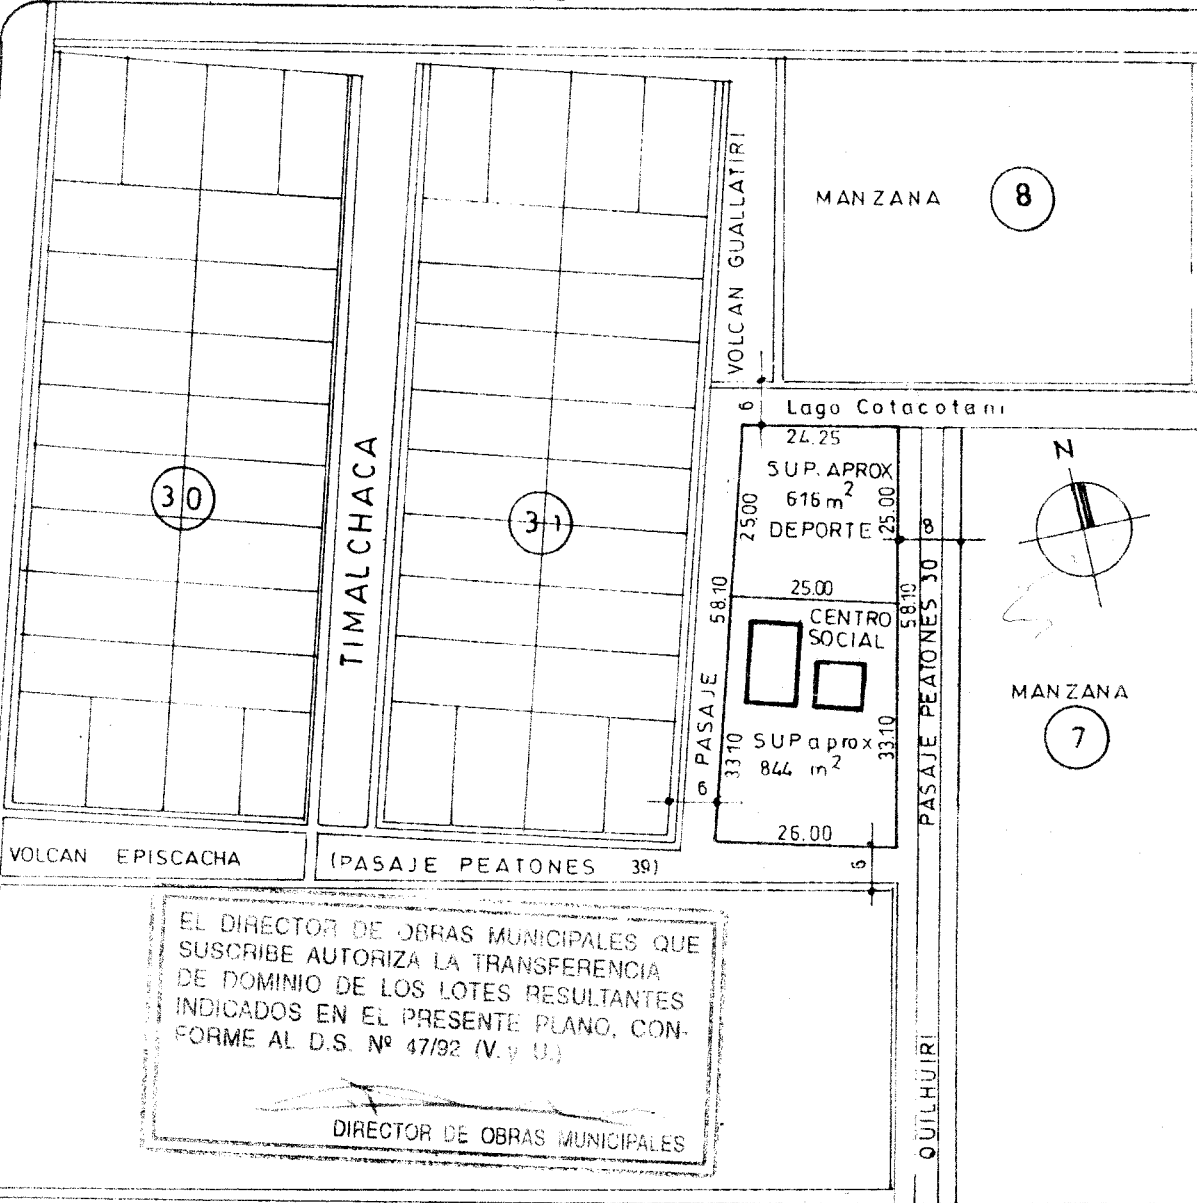 VOLCAN GUALLATIRI
MANZANA 8
6
Lago Cotacotani
24.25
SUP. APROX
616 m²
DEPORTE
25.00
25.00
8
N
30
TIMALCHACA
31
25.00
58.10
58.10
CENTRO
SOCIAL
PASAJE
PASAJE PEATONES 30
MANZANA
7
33.10
33.10
SUP aprox
844 m²
6
26.00
VOLCAN EPISCACHA
(PASAJE PEATONES 39)
EL DIRECTOR DE OBRAS MUNICIPALES QUE
SUSCRIBE AUTORIZA LA TRANSFERENCIA
DE DOMINIO DE LOS LOTES RESULTANTES
INDICADOS EN EL PRESENTE PLANO, CON-
FORME AL D.S. Nº 47/92 (V. y U.)
DIRECTOR DE OBRAS MUNICIPALES
QUILHUIRI